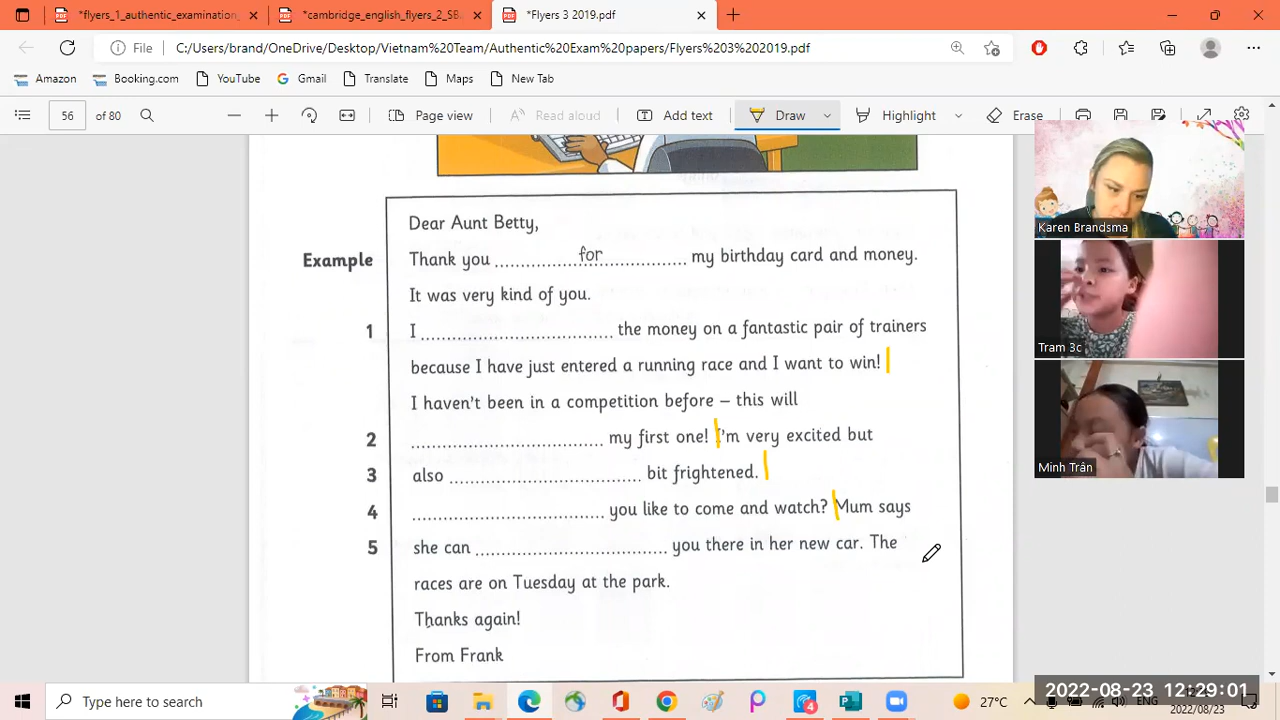 *flyers_1_authentic_examination
*cambridge_english_flyers_2_SB
*Flyers 3 2019.pdf
File
C:/Users/brand/OneDrive/Desktop/Vietnam%20Team/Authentic%20Exam%20papers/Flyers%203%202019.pdf
Amazon
Booking.com
YouTube
Gmail
Translate
Maps
New Tab
56 of 80
Page view
Read aloud
Add text
Draw
Highlight
Erase
Dear Aunt Betty,
Example Thank you ..............for.................. my birthday card and money.
It was very kind of you.
1 I .................................... the money on a fantastic pair of trainers
because I have just entered a running race and I want to win!
I haven't been in a competition before – this will
2 .................................... my first one! I'm very excited but
3 also .................................... bit frightened.
4 .................................... you like to come and watch? Mum says
5 she can .................................... you there in her new car. The
races are on Tuesday at the park.
Thanks again!
From Frank
Karen Brandsma
Tram 3c
Minh Trân
Type here to search
4
27°C
ENG
2022-08-23 12:29:01
2022/08/23